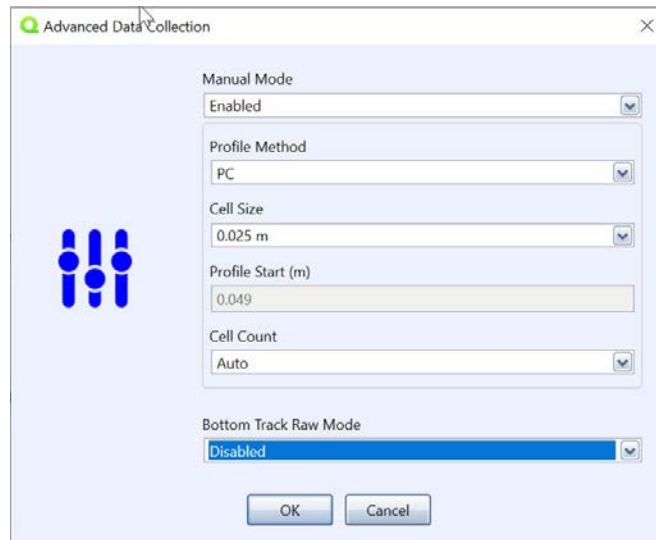 Advanced Data Collection
Manual Mode
Enabled
Profile Method
PC
Cell Size
0.025 m
Profile Start (m)
0.049
Cell Count
Auto
Bottom Track Raw Mode
Disabled
OK Cancel